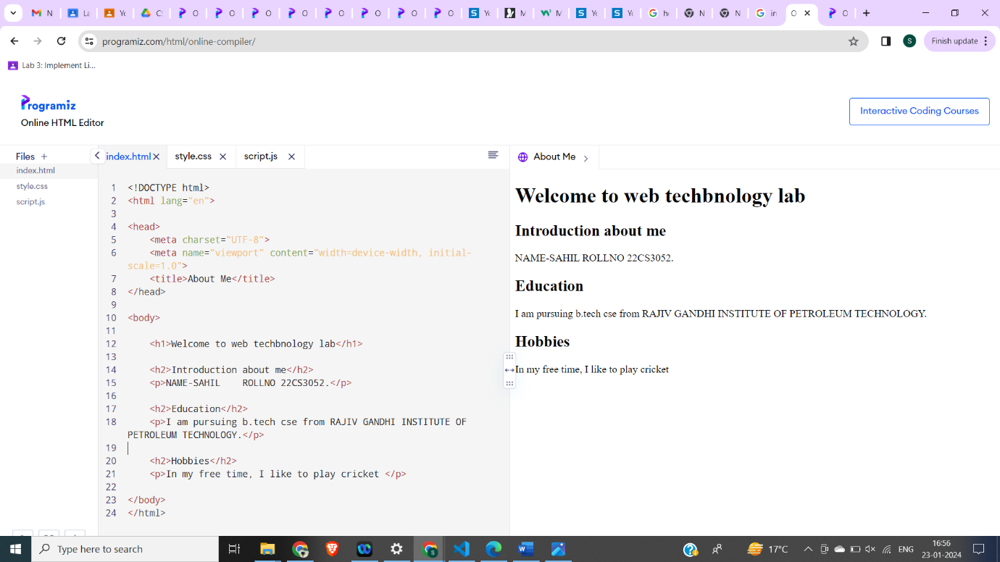 N
La
Yo
CS
O
O
O
O
O
O
O
O
Yo
M
M
Yo
Yo
ho
N
N
in
O
O
programiz.com/html/online-compiler/
S
Finish update
Lab 3: Implement Li...
Programiz
Online HTML Editor
Interactive Coding Courses
Files +
index.html
style.css
script.js
index.html
style.css
script.js
About Me
1 <!DOCTYPE html>
2 <html lang="en">
3
4 <head>
5 <meta charset="UTF-8">
6 <meta name="viewport" content="width=device-width, initial-
scale=1.0">
7 <title>About Me</title>
8 </head>
9
10 <body>
11
12 <h1>Welcome to web techbnology lab</h1>
13
14 <h2>Introduction about me</h2>
15 <p>NAME-SAHIL    ROLLNO 22CS3052.</p>
16
17 <h2>Education</h2>
18 <p>I am pursuing b.tech cse from RAJIV GANDHI INSTITUTE OF
PETROLEUM TECHNOLOGY.</p>
19
20 <h2>Hobbies</h2>
21 <p>In my free time, I like to play cricket </p>
22
23 </body>
24 </html>
Welcome to web techbnology lab
Introduction about me
NAME-SAHIL ROLLNO 22CS3052.
Education
I am pursuing b.tech cse from RAJIV GANDHI INSTITUTE OF PETROLEUM TECHNOLOGY.
Hobbies
In my free time, I like to play cricket
Type here to search
17°C
ENG
16:56
23-01-2024